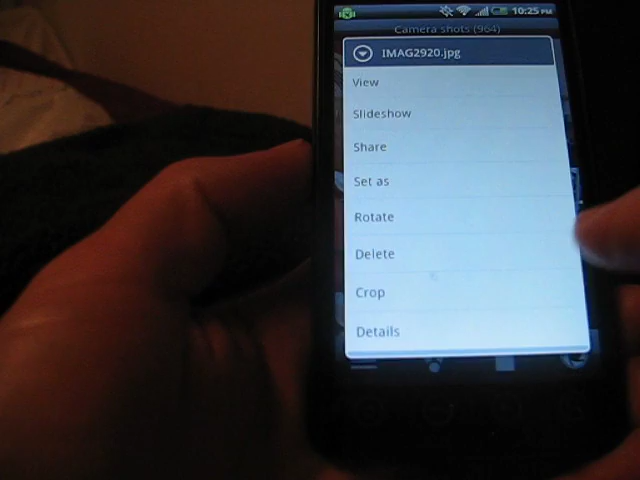 10:25 PM
Camera shots (964)
IMAG2920.jpg
View
Slideshow
Share
Set as
Rotate
Delete
Crop
Details